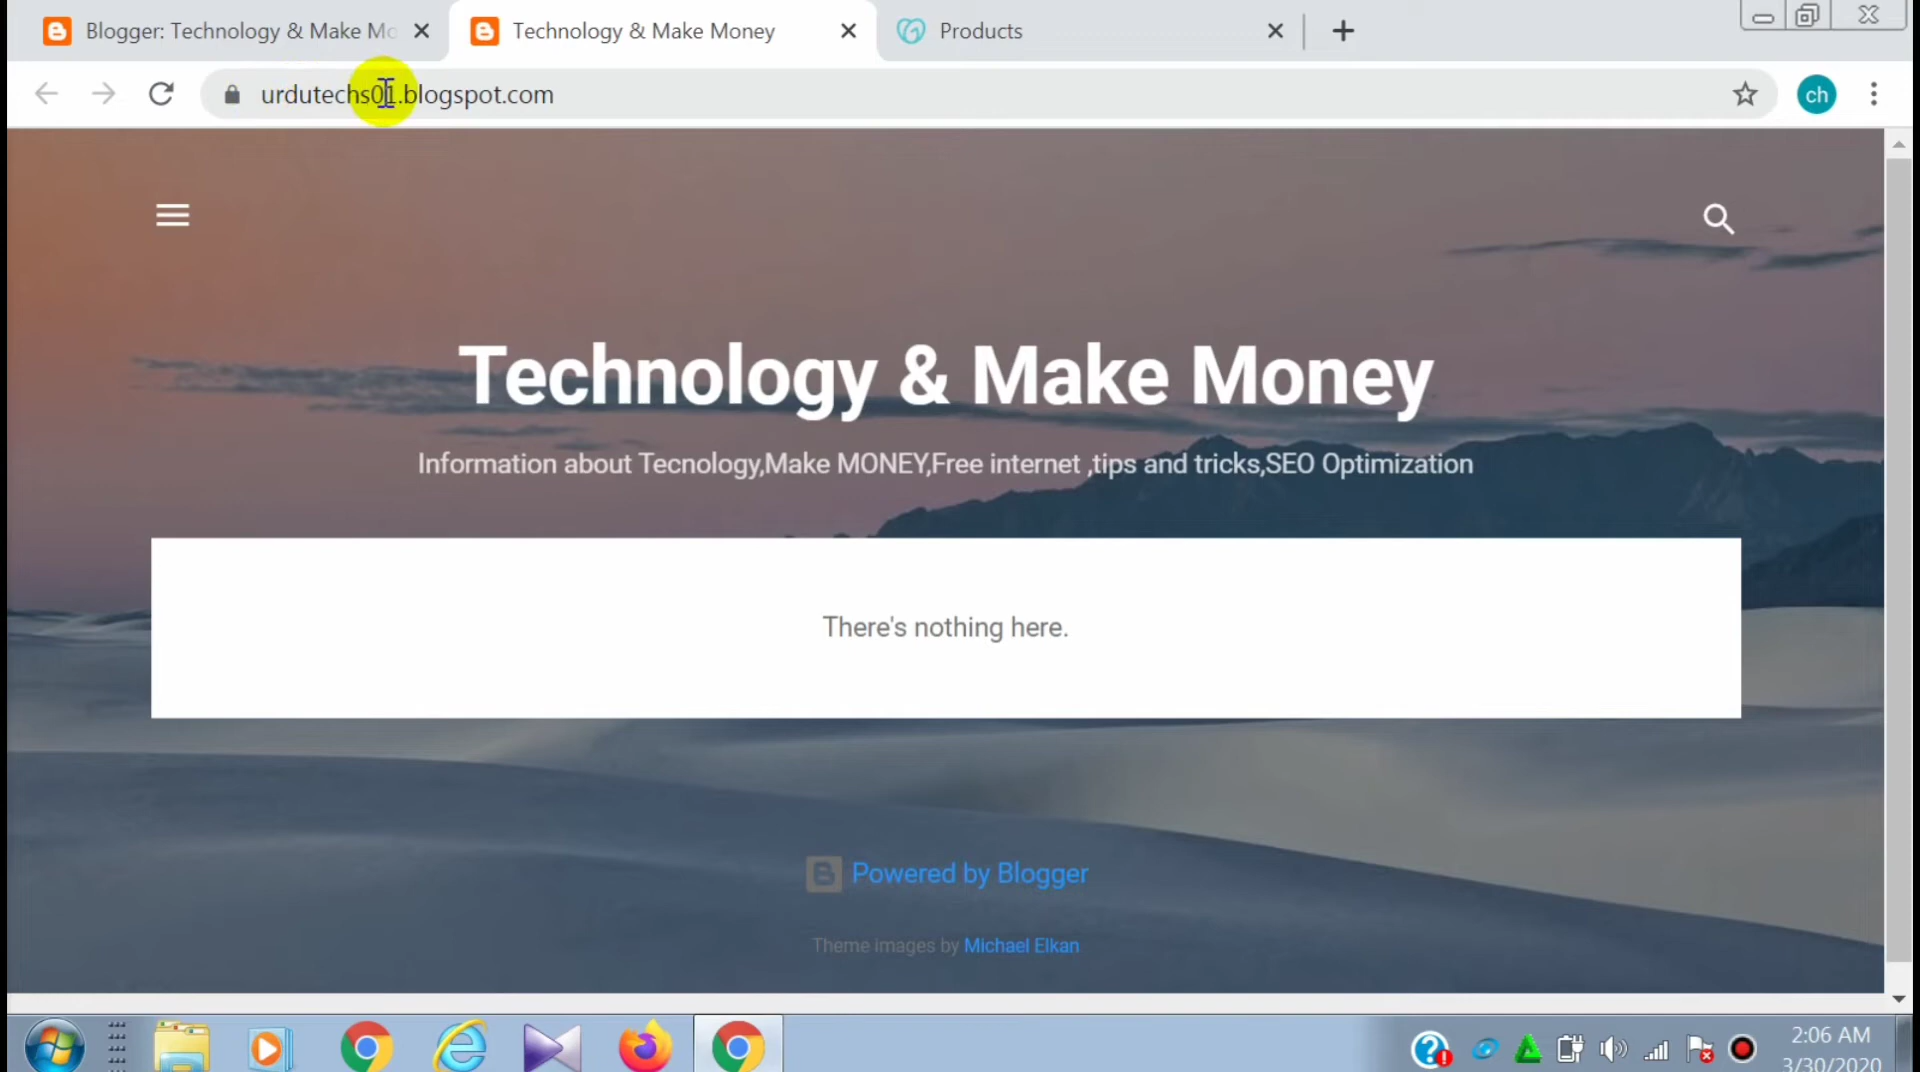 Blogger: Technology & Make Mo
Technology & Make Money
Products
urdutechs01.blogspot.com
ch
Technology & Make Money
Information about Tecnology,Make MONEY,Free internet ,tips and tricks,SEO Optimization
There's nothing here.
Powered by Blogger
Theme images by Michael Elkan
2:06 AM
3/30/2020